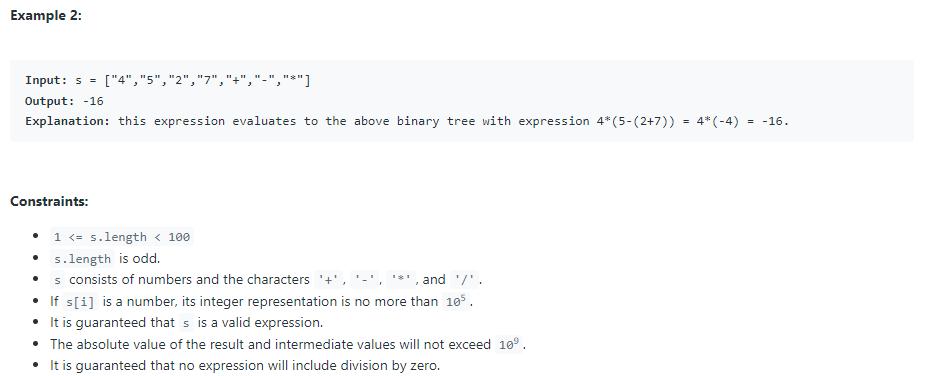 Example 2:
Input: s = ["4","5","2","7","+","-","*"]
Output: -16
Explanation: this expression evaluates to the above binary tree with expression 4*(5-(2+7)) = 4*(-4) = -16.
Constraints:
• 1 <= s.length < 100
• s.length is odd.
• s consists of numbers and the characters '+', '-', '*', and '/'.
• If s[i] is a number, its integer representation is no more than 10⁵.
• It is guaranteed that s is a valid expression.
• The absolute value of the result and intermediate values will not exceed 10⁹.
• It is guaranteed that no expression will include division by zero.